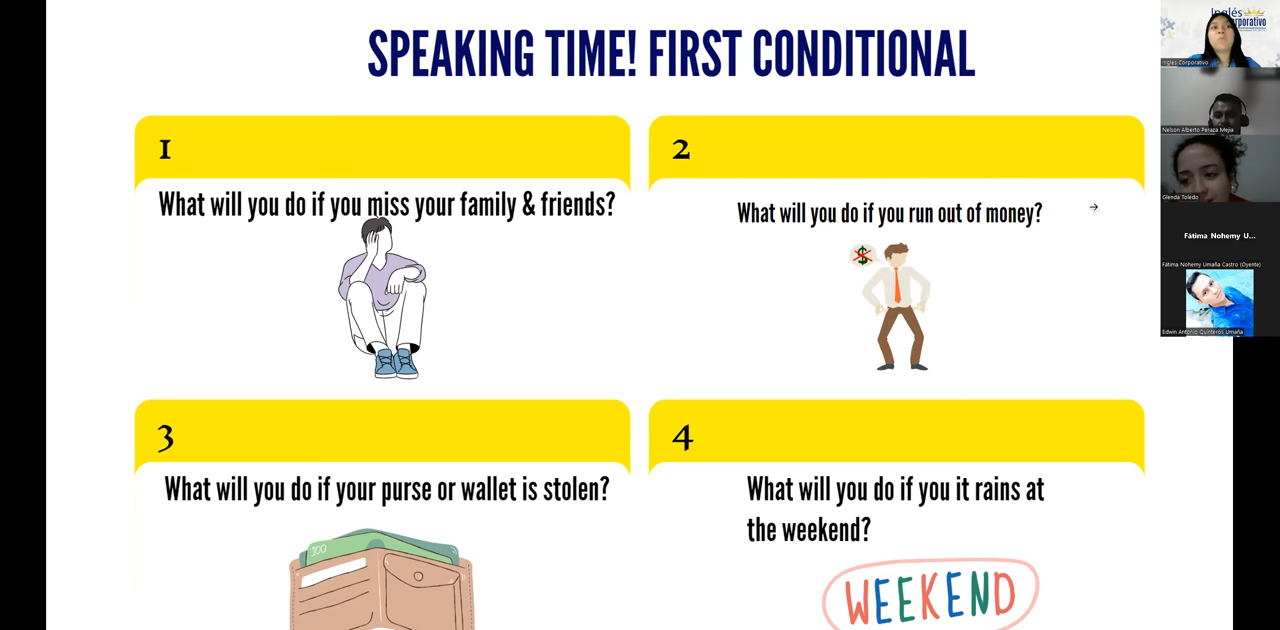 SPEAKING TIME! FIRST CONDITIONAL
1
What will you do if you miss your family & friends?
2
What will you do if you run out of money?
$
3
What will you do if your purse or wallet is stolen?
100
4
What will you do if you it rains at
the weekend?
WEEKEND
Inglés
Ingles Corporativo
Nelson Alberto Peraza Mejia
Glenda Toledo
Fátima Nohemy U...
Fátima Nohemy Umaña Castro (Oyente)
Edwin Antonio Quinteros Umaña